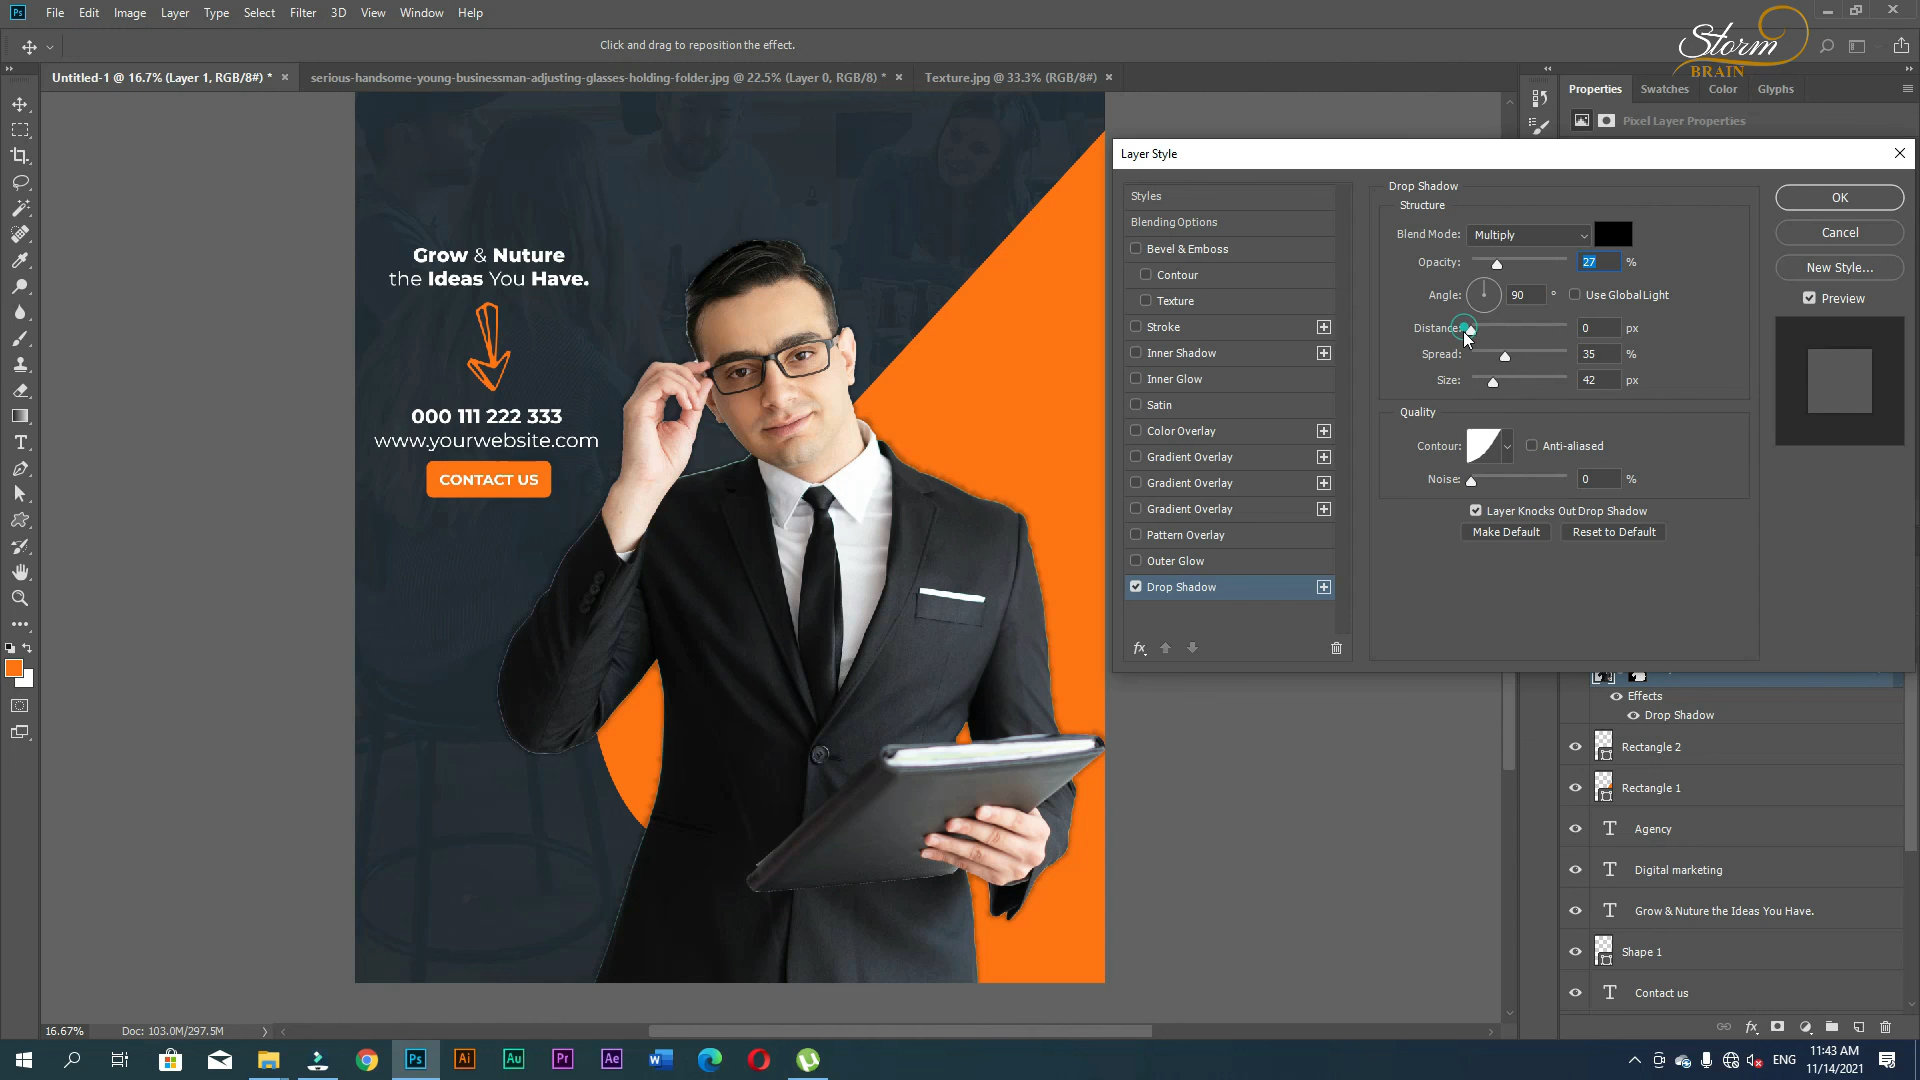 Ps File Edit Image Layer Type Select Filter 3D View Window Help
Storm
BRAIN
Click and drag to reposition the effect.
Untitled-1 @ 16.7% (Layer 1, RGB/8#) *
serious-handsome-young-businessman-adjusting-glasses-holding-folder.jpg @ 22.5% (Layer 0, RGB/8) *
Texture.jpg @ 33.3% (RGB/8#)
Properties Swatches Color Glyphs
Pixel Layer Properties
Grow & Nuture
the Ideas You Have.
000 111 222 333
www.yourwebsite.com
CONTACT US
Layer Style
Styles
Blending Options
Bevel & Emboss
Contour
Texture
Stroke
Inner Shadow
Inner Glow
Satin
Color Overlay
Gradient Overlay
Gradient Overlay
Gradient Overlay
Pattern Overlay
Outer Glow
Drop Shadow
fx
Drop Shadow
Structure
Blend Mode: Multiply
Opacity: 27 %
Angle: 90 ° Use Global Light
Distance: 0 px
Spread: 35 %
Size: 42 px
Quality
Contour: Anti-aliased
Noise: 0 %
Layer Knocks Out Drop Shadow
Make Default Reset to Default
OK
Cancel
New Style...
Preview
Effects
Drop Shadow
Rectangle 2
Rectangle 1
T Agency
T Digital marketing
T Grow & Nuture the Ideas You Have.
Shape 1
T Contact us
fx
16.67% Doc: 103.0M/297.5M
Ps Ai Au Pr Ae W
ENG
11:43 AM
11/14/2021